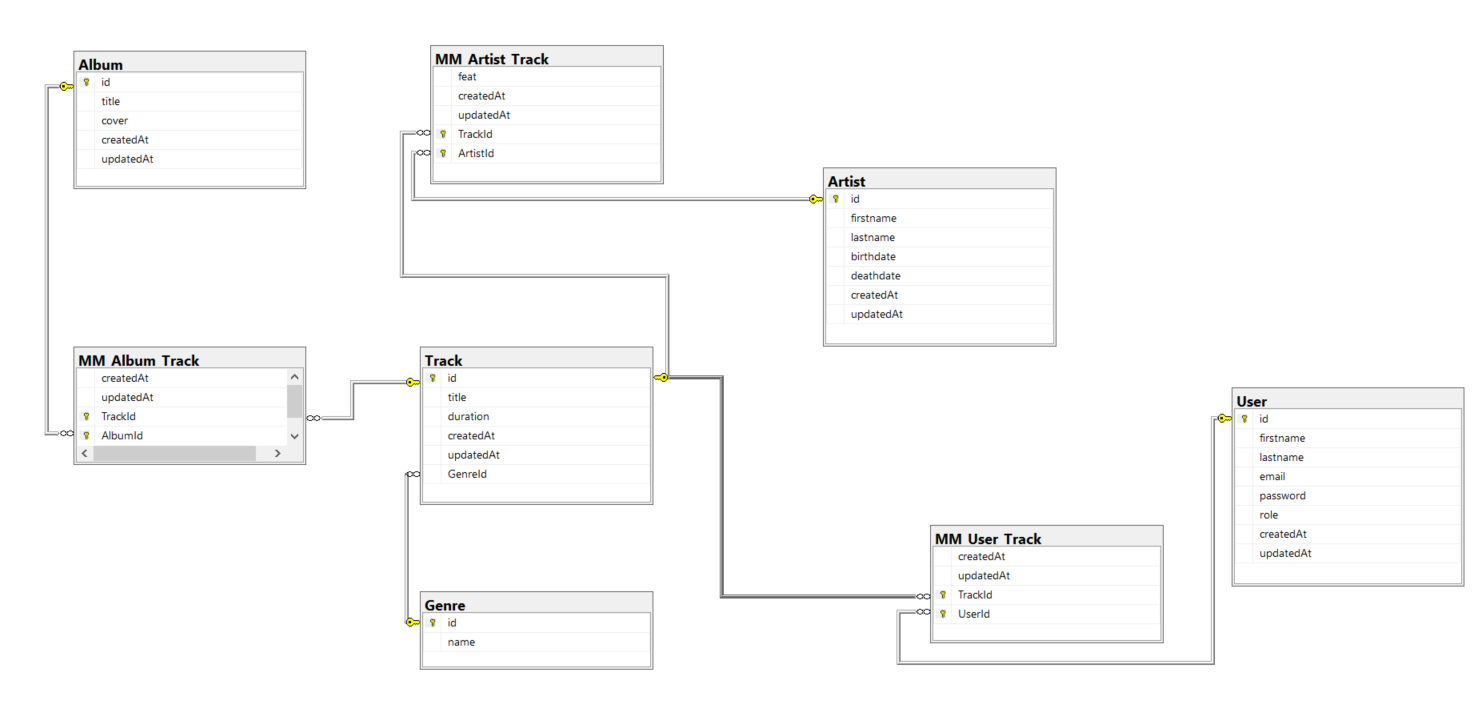 Album
id
title
cover
createdAt
updatedAt
MM Artist Track
feat
createdAt
updatedAt
TrackId
ArtistId
Artist
id
firstname
lastname
birthdate
deathdate
createdAt
updatedAt
MM Album Track
createdAt
updatedAt
TrackId
AlbumId
Track
id
title
duration
createdAt
updatedAt
GenreId
User
id
firstname
lastname
email
password
role
createdAt
updatedAt
MM User Track
createdAt
updatedAt
TrackId
UserId
Genre
id
name